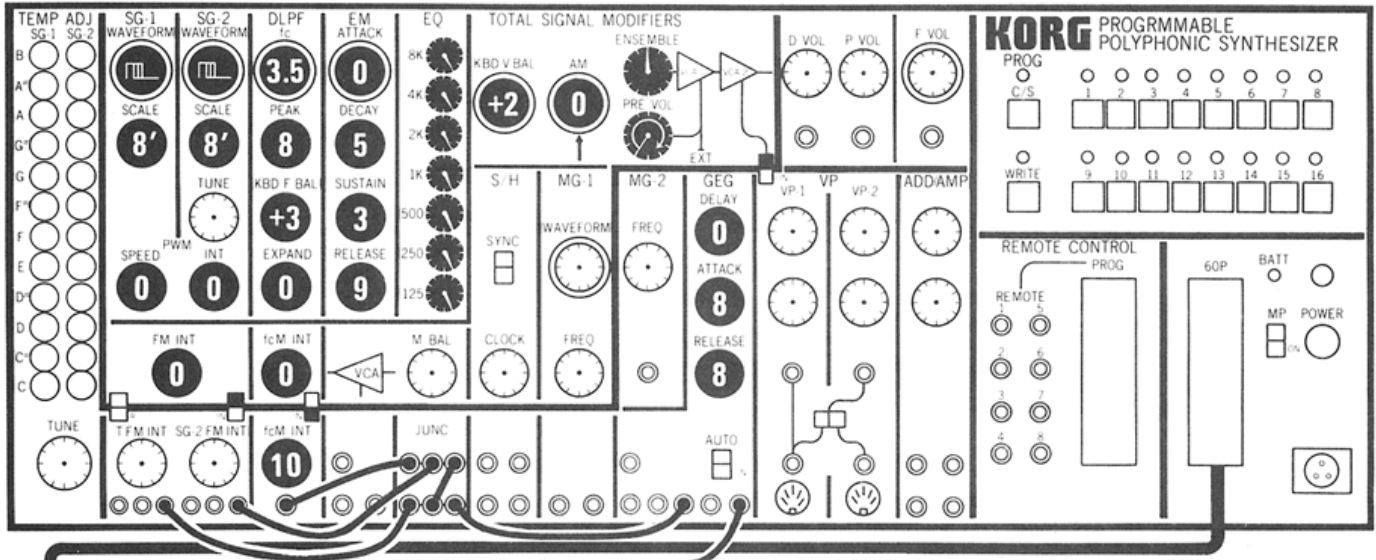 TEMP ADJ
SG-1 SG-2
B
A#
A
G#
G
F#
F
E
D#
D
C#
C
TUNE
SG-1
WAVEFORM
SCALE
8'
SG-2
WAVEFORM
SCALE
8'
TUNE
PWM
SPEED
0
INT
0
DLPF
fc
3.5
PEAK
8
KBD F BAL
+3
EXPAND
0
EM
ATTACK
0
DECAY
5
SUSTAIN
3
RELEASE
9
EQ
8K
4K
2K
1K
500
250
125
FM INT
0
fcM INT
0
VCA
M BAL
T FM INT
SG-2 FM INT
fcM INT
10
JUNC
TOTAL SIGNAL MODIFIERS
KBD V BAL
+2
AM
0
ENSEMBLE
PRE VOL
VCA-2
EXT
S/H
SYNC
CLOCK
MG-1
WAVEFORM
FREQ
MG-2
FREQ
GEG
DELAY
0
ATTACK
8
RELEASE
8
AUTO
D VOL
P VOL
F VOL
VP
VP-1
VP-2
ADD/AMP
KORG PROGRMMABLE
POLYPHONIC SYNTHESIZER
PROG
C/S
1 2 3 4 5 6 7 8
WRITE
9 10 11 12 13 14 15 16
REMOTE CONTROL
PROG
REMOTE
1 5
2 6
3 7
4 8
60P
BATT
MP
ON
POWER